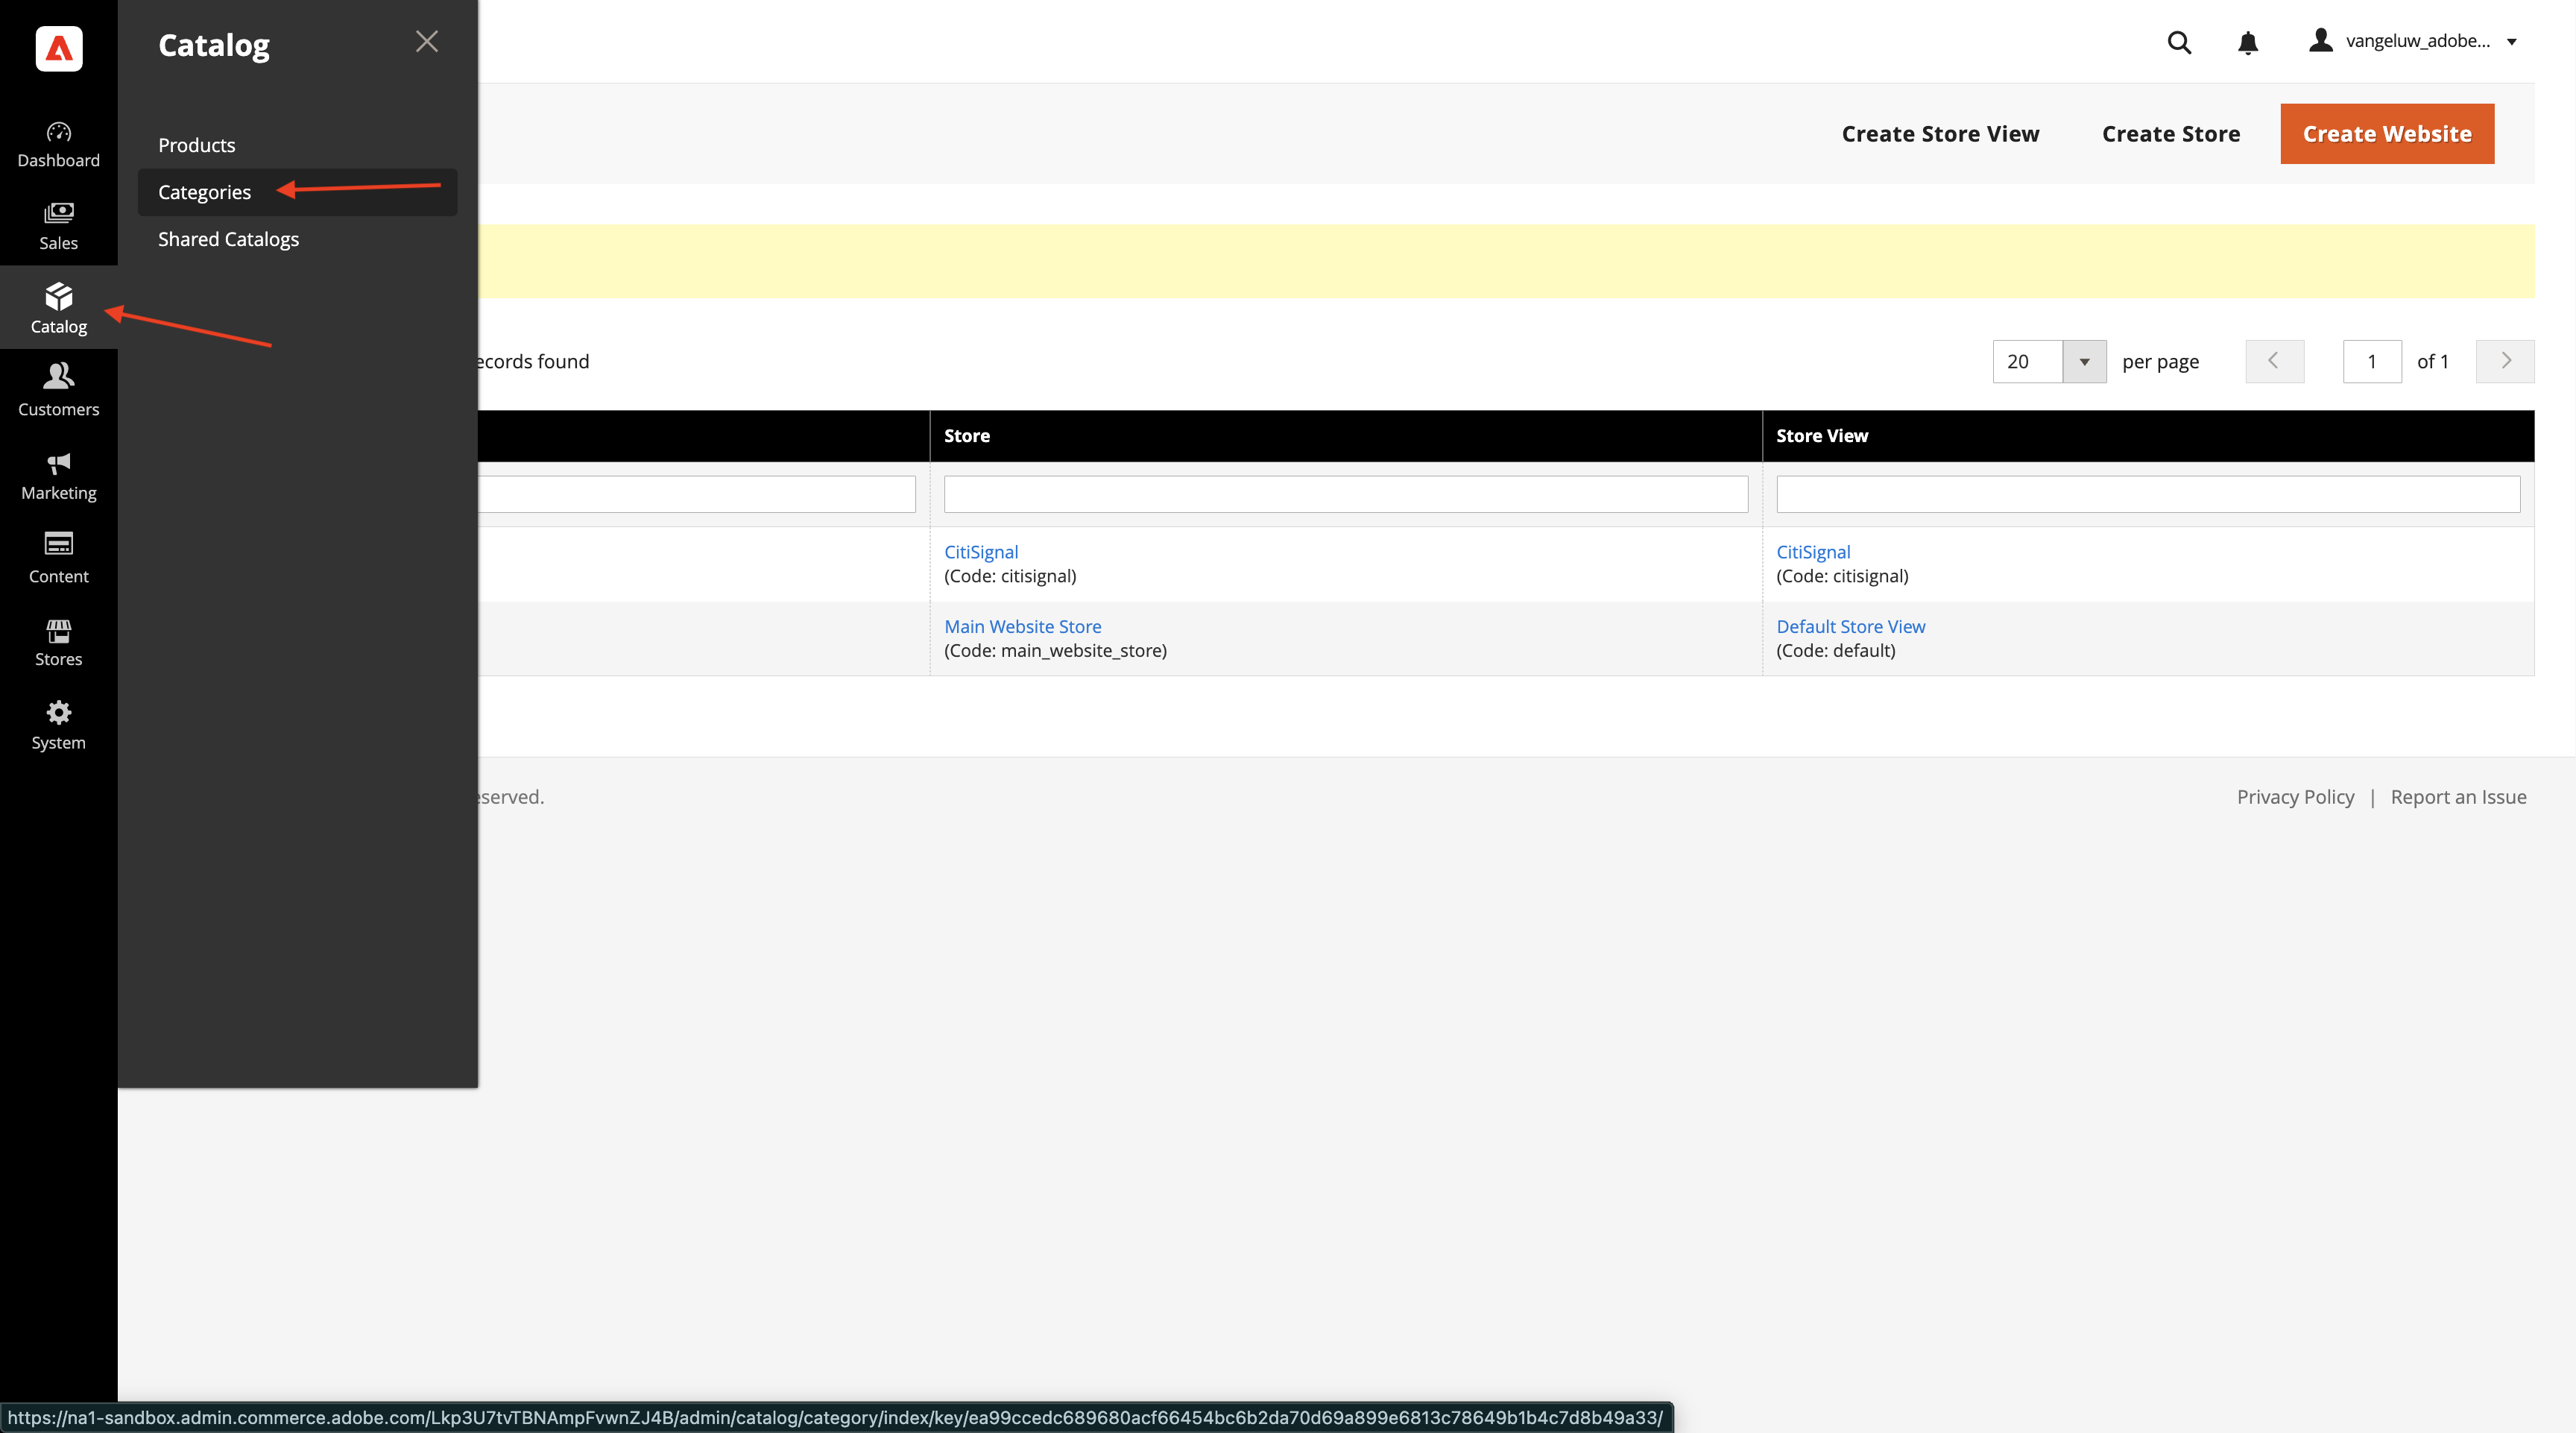 Catalog
vangeluw_adobe...
Dashboard
Products
Create Store View
Create Store
Create Website
Categories
Sales
Shared Catalogs
Catalog
ecords found
20
per page
1
of 1
Customers
Store
Store View
Marketing
CitiSignal
(Code: citisignal)
CitiSignal
(Code: citisignal)
Content
Main Website Store
(Code: main_website_store)
Default Store View
(Code: default)
Stores
System
eserved.
Privacy Policy | Report an Issue
https://na1-sandbox.admin.commerce.adobe.com/Lkp3U7tvTBNAmpFvwnZJ4B/admin/catalog/category/index/key/ea99ccedc689680acf66454bc6b2da70d69a899e6813c78649b1b4c7d8b49a33/